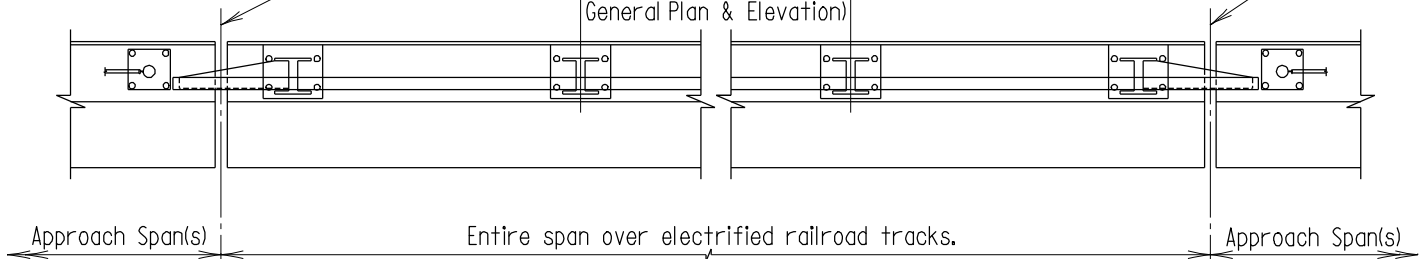 General Plan & Elevation)
Approach Span(s)
Entire span over electrified railroad tracks.
Approach Span(s)